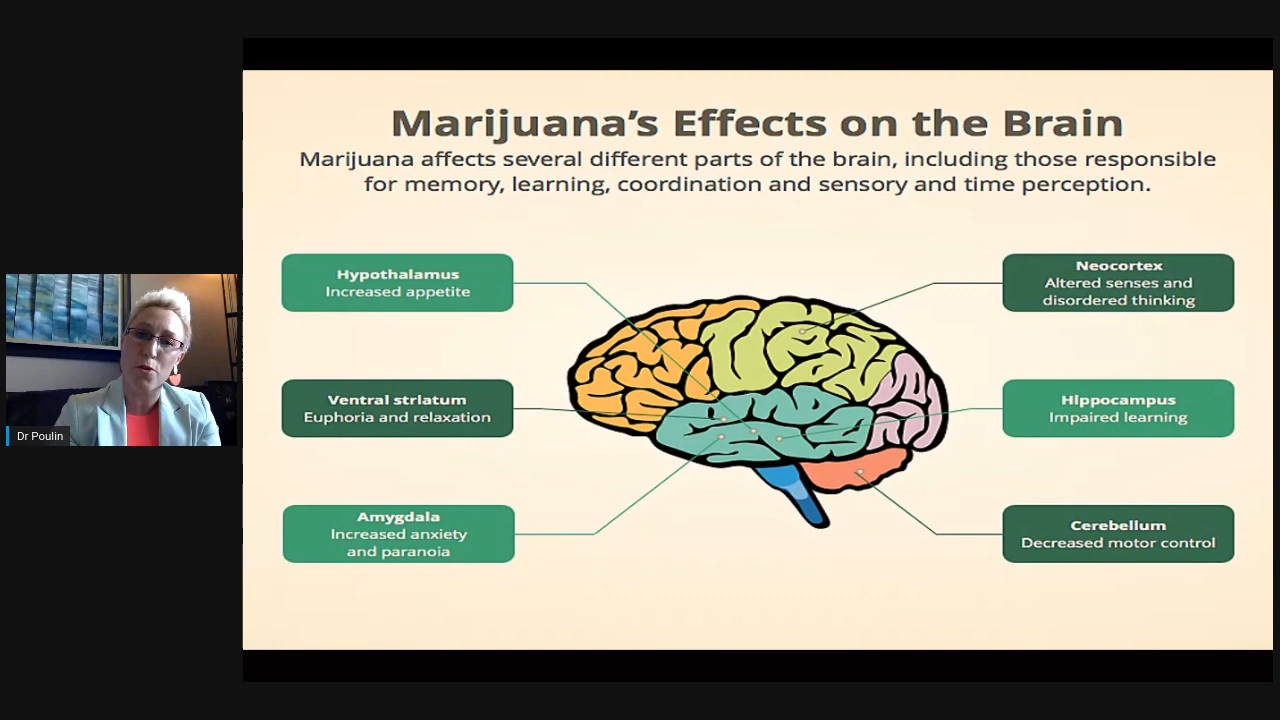 Marijuana's Effects on the Brain
Marijuana affects several different parts of the brain, including those responsible
for memory, learning, coordination and sensory and time perception.
Hypothalamus
Increased appetite
Neocortex
Altered senses and
disordered thinking
Ventral striatum
Euphoria and relaxation
Hippocampus
Impaired learning
Amygdala
Increased anxiety
and paranoia
Cerebellum
Decreased motor control
Dr Poulin